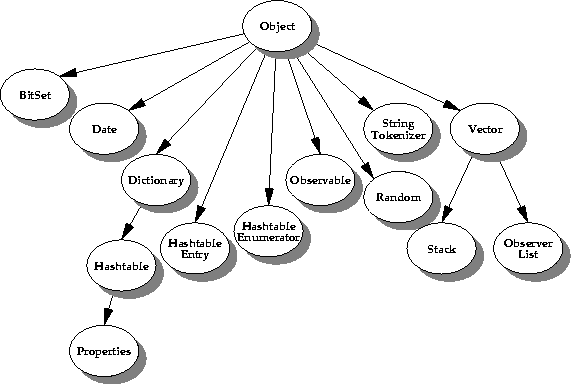 Object
BitSet
Date
String
Tokenizer
Vector
Dictionary
Observable
Random
Hashtable
Entry
Hashtable
Enumerator
Stack
Observer
List
Hashtable
Properties